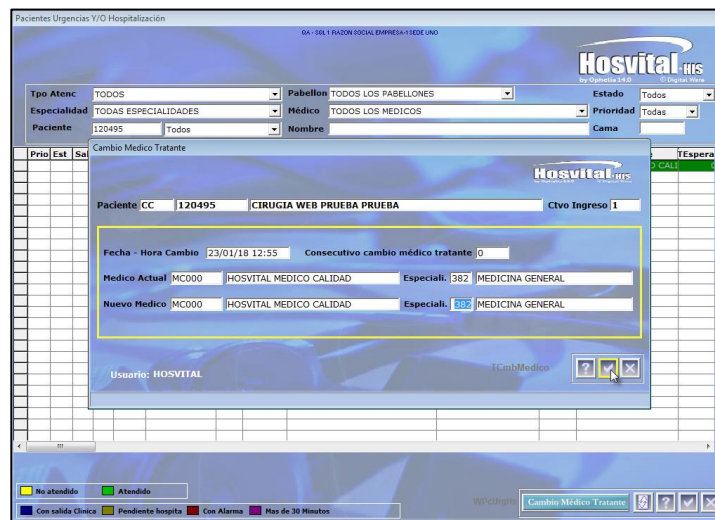 Pacientes Urgencias Y/O Hospitalización
GA - SGL 1 RAZON SOCIAL EMPRESA-1 SEDE UNO
Hosvital HIS
by Ophelia 14.0 © Digital Ware
Tpo Atenc TODOS Pabellon TODOS LOS PABELLONES Estado Todos
Especialidad TODAS ESPECIALIDADES Médico TODOS LOS MEDICOS Prioridad Todas
Paciente 120495 Todos Nombre Cama
Prio Est Sal TEspera
Cambio Medico Tratante
CALI
Hosvital HIS
Paciente CC 120495 CIRUGIA WEB PRUEBA PRUEBA Ctvo Ingreso 1
Fecha - Hora Cambio 23/01/18 12:55 Consecutivo cambio médico tratante 0
Medico Actual MC000 HOSVITAL MEDICO CALIDAD Especiali. 382 MEDICINA GENERAL
Nuevo Medico MC000 HOSVITAL MEDICO CALIDAD Especiali. 382 MEDICINA GENERAL
Usuario: HOSVITAL TCmbMedico ?
No atendido Atendido
Cambio Médico Tratante ?
Con salida Clinica Pendiente hospita Con Alarma Mas de 30 Minutos